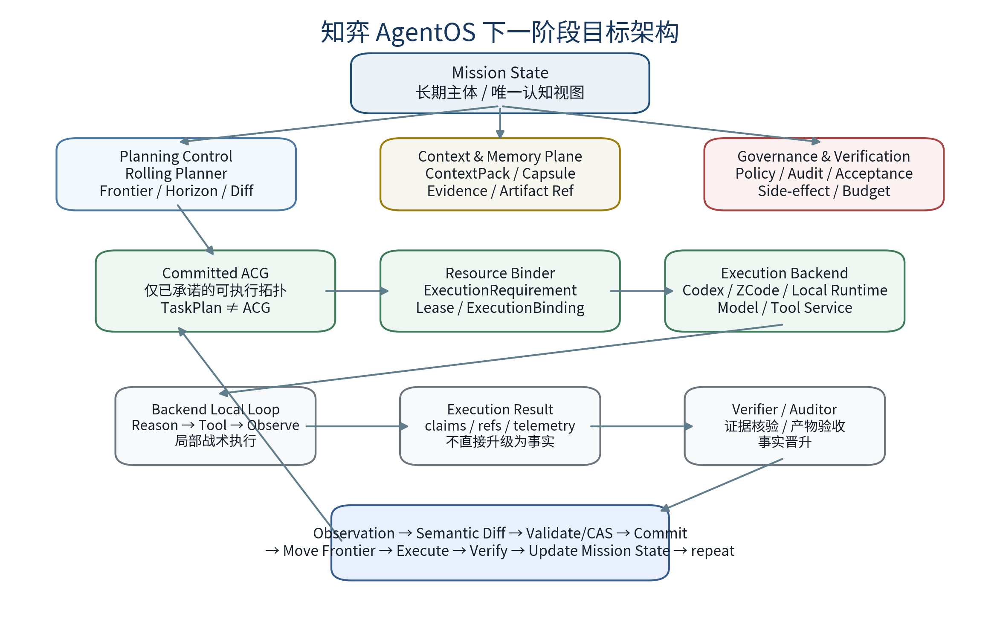 知弈 AgentOS 下一阶段目标架构
Mission State
长期主体 / 唯一认知视图
Planning Control
Rolling Planner
Frontier / Horizon / Diff
Context & Memory Plane
ContextPack / Capsule
Evidence / Artifact Ref
Governance & Verification
Policy / Audit / Acceptance
Side-effect / Budget
Committed ACG
仅已承诺的可执行拓扑
TaskPlan ≠ ACG
Resource Binder
ExecutionRequirement
Lease / ExecutionBinding
Execution Backend
Codex / ZCode / Local Runtime
Model / Tool Service
Backend Local Loop
Reason → Tool → Observe
局部战术执行
Execution Result
claims / refs / telemetry
不直接升级为事实
Verifier / Auditor
证据核验 / 产物验收
事实晋升
Observation → Semantic Diff → Validate/CAS → Commit
→ Move Frontier → Execute → Verify → Update Mission State → repeat